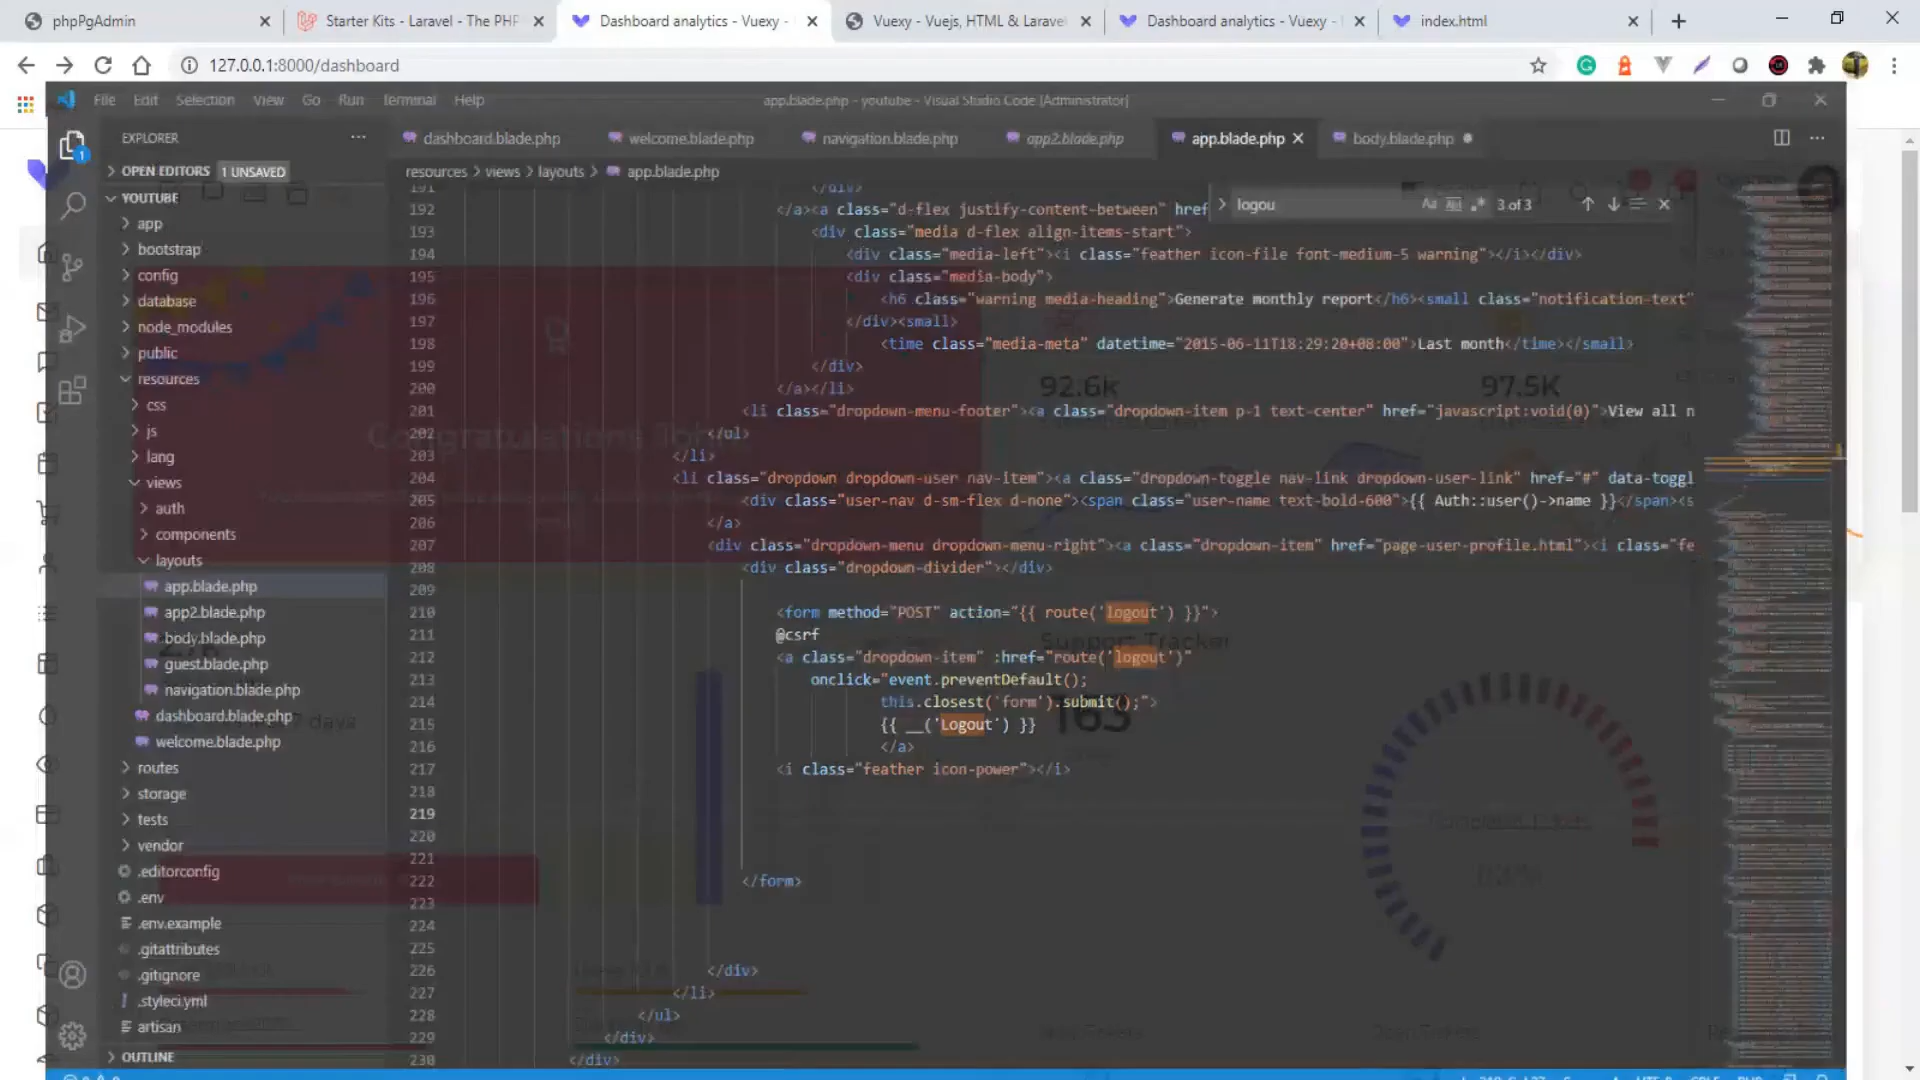 phpPgAdmin
Starter Kits - Laravel - The PHP
Dashboard analytics - Vuexy -
Vuexy - Vuejs, HTML & Larave
Dashboard analytics - Vuexy -
index.html
127.0.0.1:8000/dashboard
File Edit Selection View Go Run Terminal Help
app.blade.php - youtube - Visual Studio Code [Administrator]
EXPLORER
dashboard.blade.php
welcome.blade.php
navigation.blade.php
app2.blade.php
app.blade.php
body.blade.php
1
OPEN EDITORS 1 UNSAVED
resources > views > layouts > app.blade.php
YOUTUBE
logou
3 of 3
app
bootstrap
config
database
node_modules
public
resources
css
js
lang
views
auth
components
layouts
app.blade.php
app2.blade.php
body.blade.php
guest.blade.php
navigation.blade.php
dashboard.blade.php
welcome.blade.php
routes
storage
tests
vendor
.editorconfig
.env
.env.example
.gitattributes
.gitignore
.styleci.yml
artisan
OUTLINE
191 </div>
192 </a><a class="d-flex justify-content-between" href
193 <div class="media d-flex align-items-start">
194 <div class="media-left"><i class="feather icon-file font-medium-5 warning"></i></div>
195 <div class="media-body">
196 <h6 class="warning media-heading">Generate monthly report</h6><small class="notification-text"
197 </div><small>
198 <time class="media-meta" datetime="2015-06-11T18:29:20+08:00">Last month</time></small>
199 </div>
200 </a></li>
201 <li class="dropdown-menu-footer"><a class="dropdown-item p-1 text-center" href="javascript:void(0)">View all n
202 </ul>
203 </li>
204 <li class="dropdown dropdown-user nav-item"><a class="dropdown-toggle nav-link dropdown-user-link" href="#" data-toggl
205 <div class="user-nav d-sm-flex d-none"><span class="user-name text-bold-600">{{ Auth::user()->name }}</span><s
206 </a>
207 <div class="dropdown-menu dropdown-menu-right"><a class="dropdown-item" href="page-user-profile.html"><i class="fe
208 <div class="dropdown-divider"></div>
209
210 <form method="POST" action="{{ route('logout') }}">
211 @csrf
212 <a class="dropdown-item" :href="route('logout')"
213 onclick="event.preventDefault();
214 this.closest('form').submit();">
215 {{ __('Logout') }}
216 </a>
217 <i class="feather icon-power"></i>
218
219
220
221
222 </form>
223
224
225
226 </div>
227 </li>
228 </ul>
229 </div>
230 </div>
92.6k
97.5K
Congratulations John
Support Tracker
163